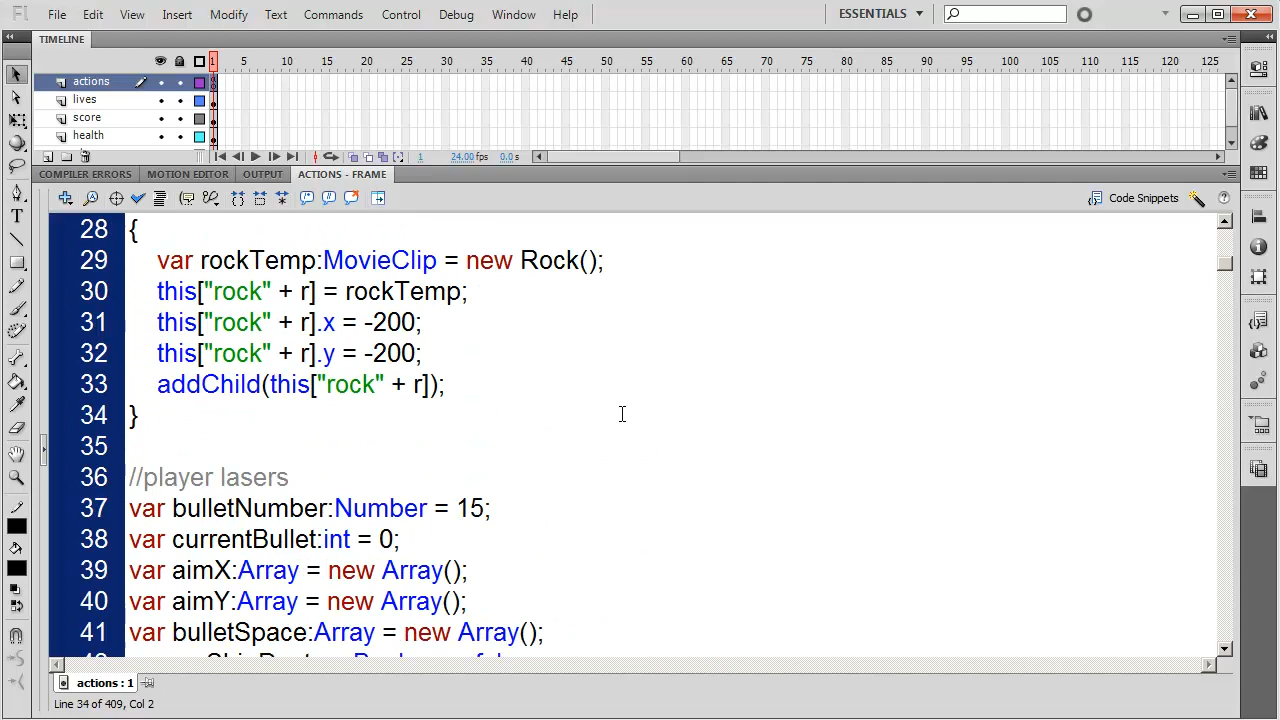 Fl File Edit View Insert Modify Text Commands Control Debug Window Help ESSENTIALS
TIMELINE
1 5 10 15 20 25 30 35 40 45 50 55 60 65 70 75 80 85 90 95 100 105 110 115 120 125
actions
lives
score
health
1 24.00 fps 0.0 s
COMPILER ERRORS MOTION EDITOR OUTPUT ACTIONS - FRAME
Code Snippets
28 {
29 var rockTemp:MovieClip = new Rock();
30 this["rock" + r] = rockTemp;
31 this["rock" + r].x = -200;
32 this["rock" + r].y = -200;
33 addChild(this["rock" + r]);
34 }
35
36 //player lasers
37 var bulletNumber:Number = 15;
38 var currentBullet:int = 0;
39 var aimX:Array = new Array();
40 var aimY:Array = new Array();
41 var bulletSpace:Array = new Array();
actions : 1
Line 34 of 409, Col 2